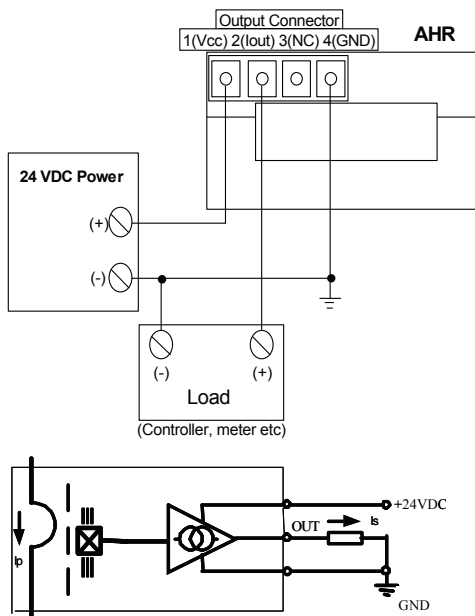 Output Connector
1(Vcc) 2(Iout) 3(NC) 4(GND)
AHR
24 VDC Power
(+)
(-)
(-)
(+)
Load
(Controller, meter etc)
+24VDC
OUT
Is
Ip
GND